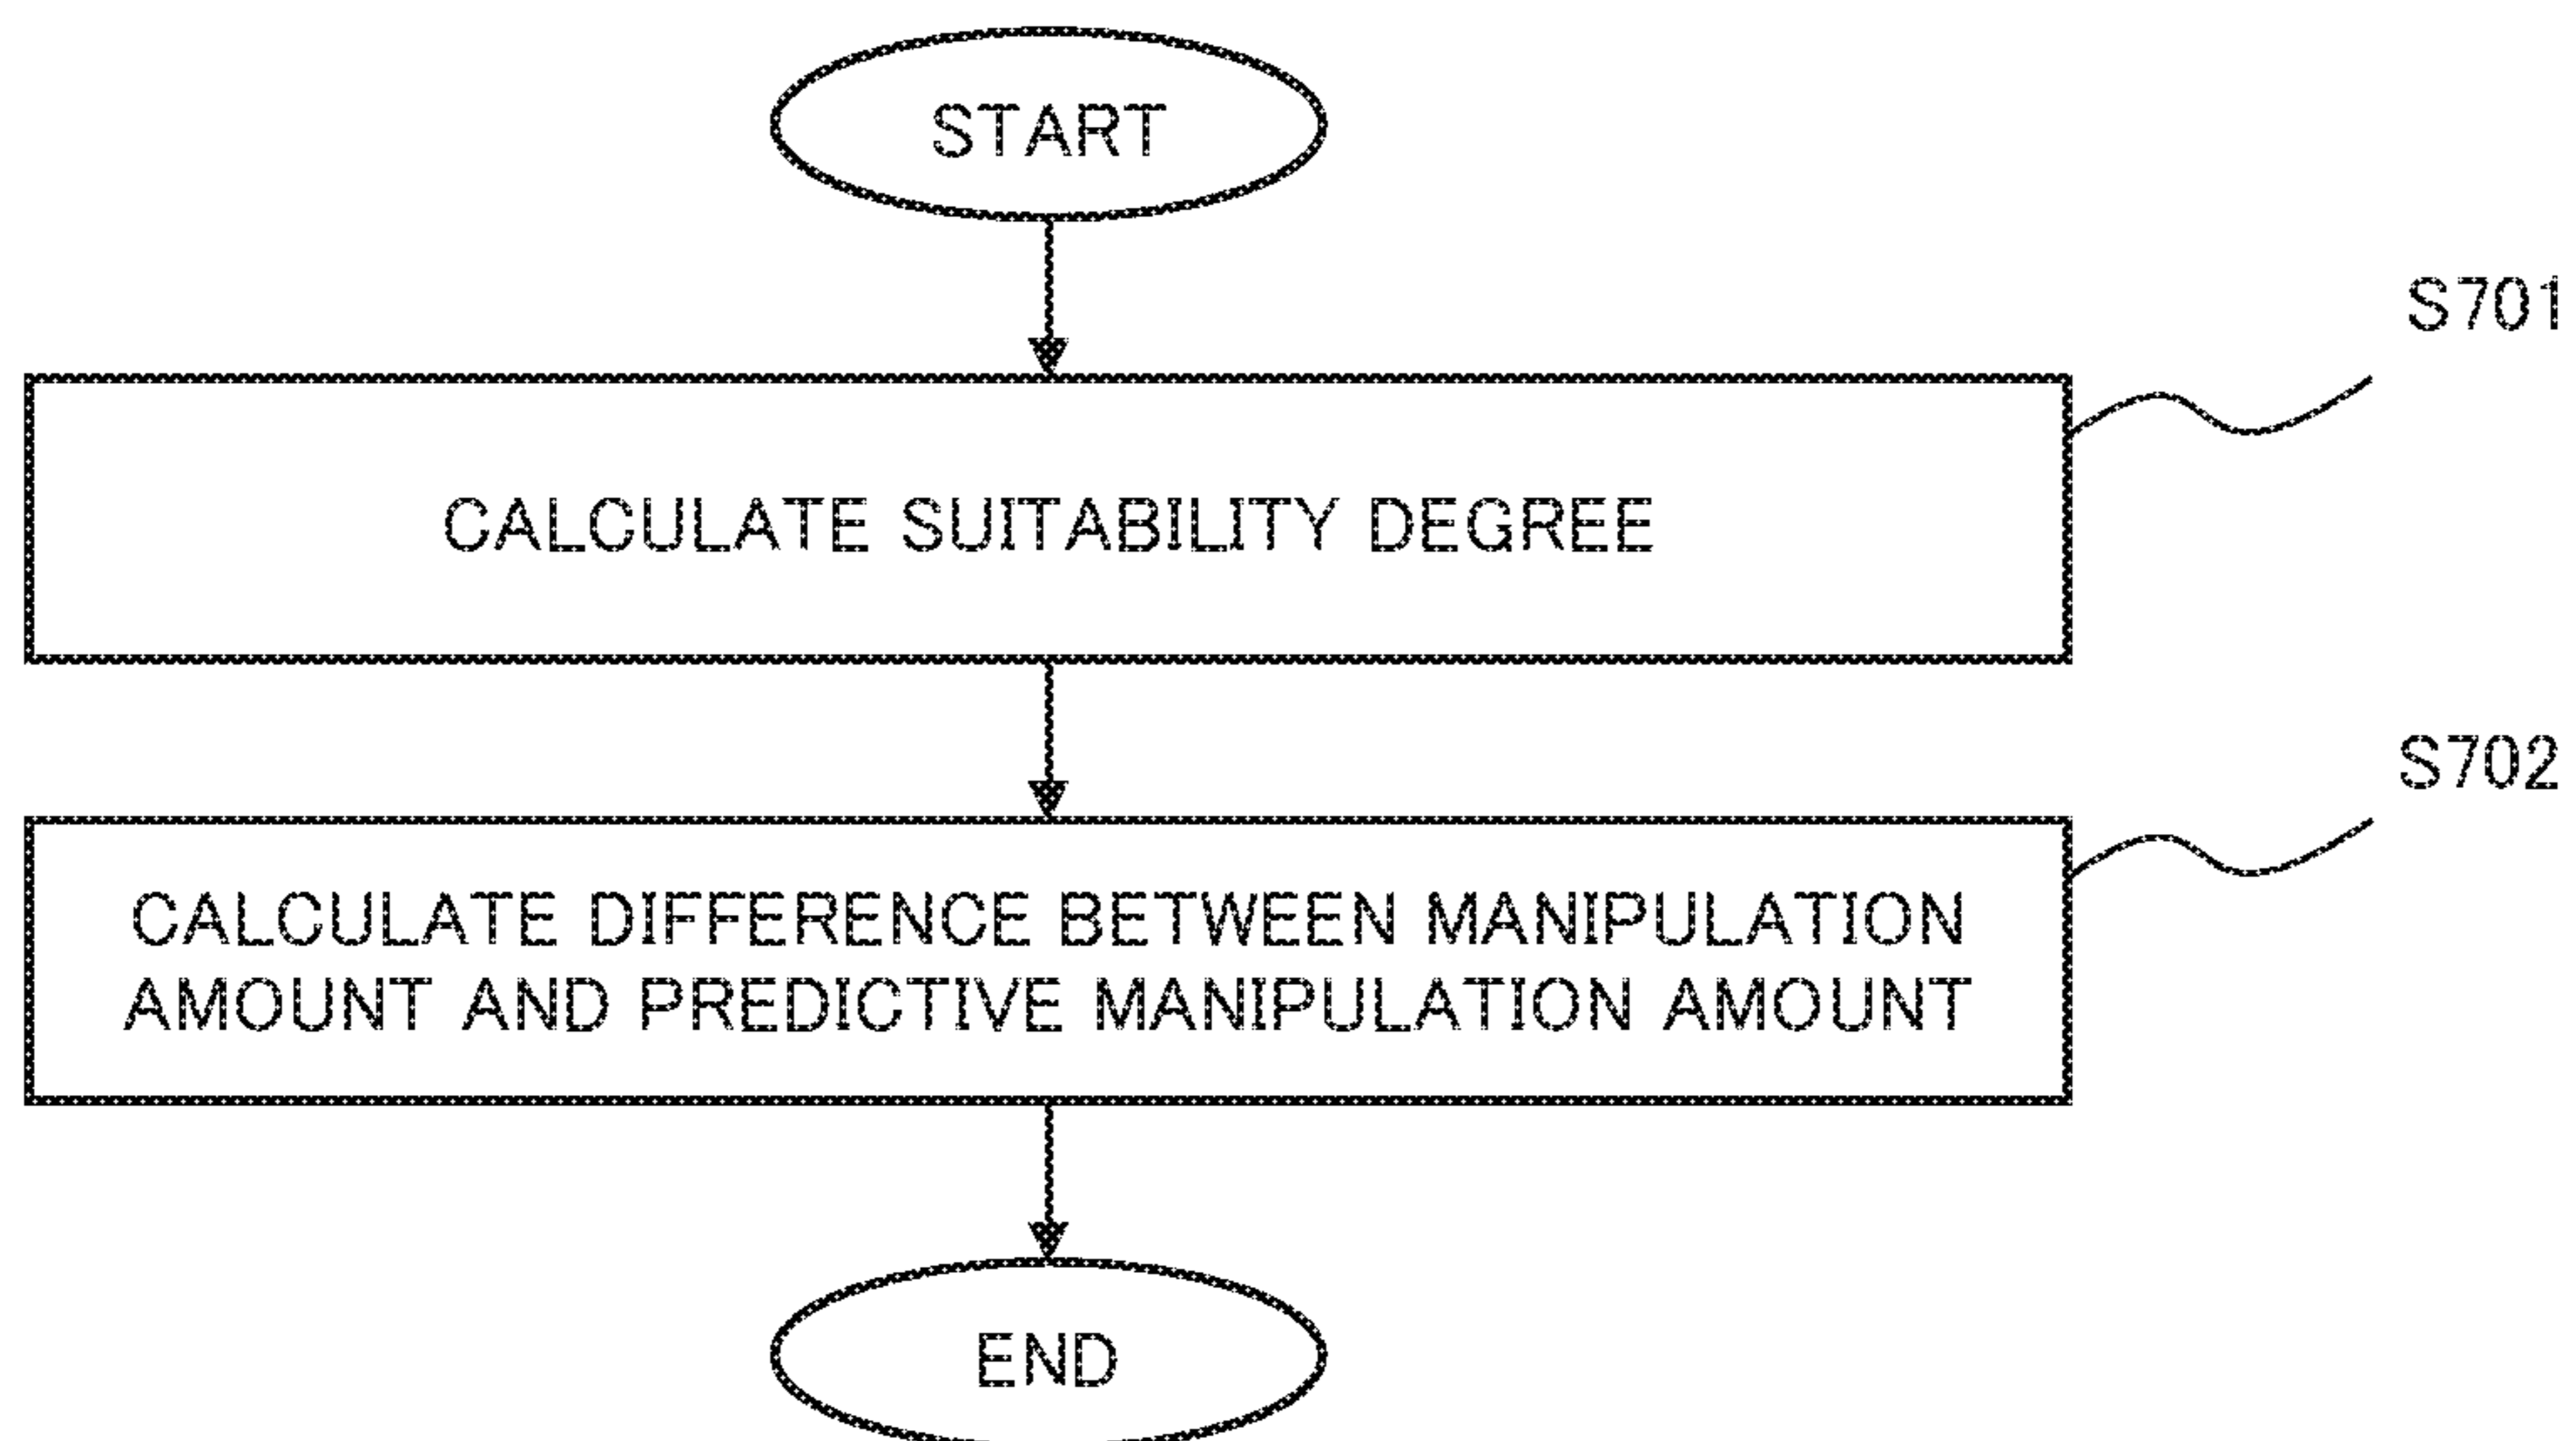 START
S701
CALCULATE SUITABILITY DEGREE
S702
CALCULATE DIFFERENCE BETWEEN MANIPULATION
AMOUNT AND PREDICTIVE MANIPULATION AMOUNT
END